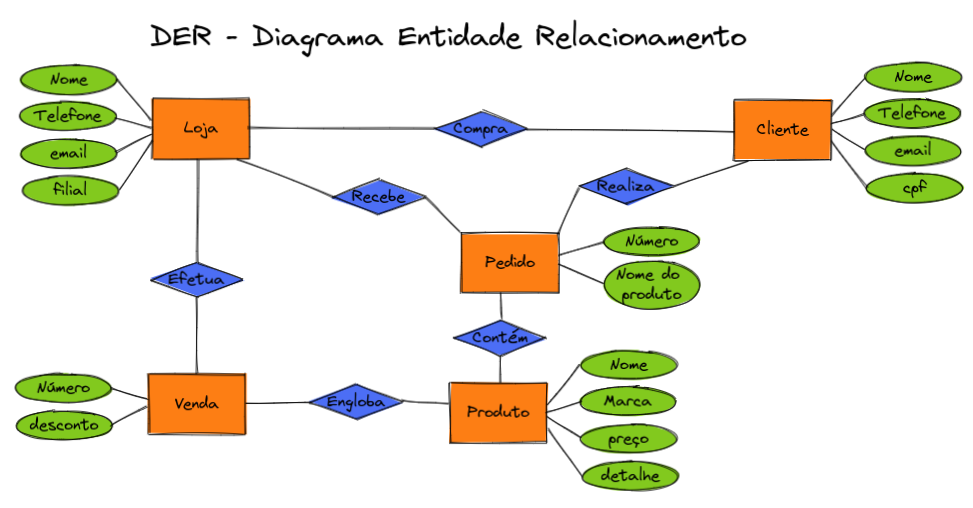 DER - Diagrama Entidade Relacionamento
Nome
Telefone
email
filial
Loja
Compra
Cliente
Nome
Telefone
email
cpf
Recebe
Realiza
Pedido
Número
Nome do
produto
Efetua
Contém
Número
desconto
Venda
Engloba
Produto
Nome
Marca
preço
detalhe